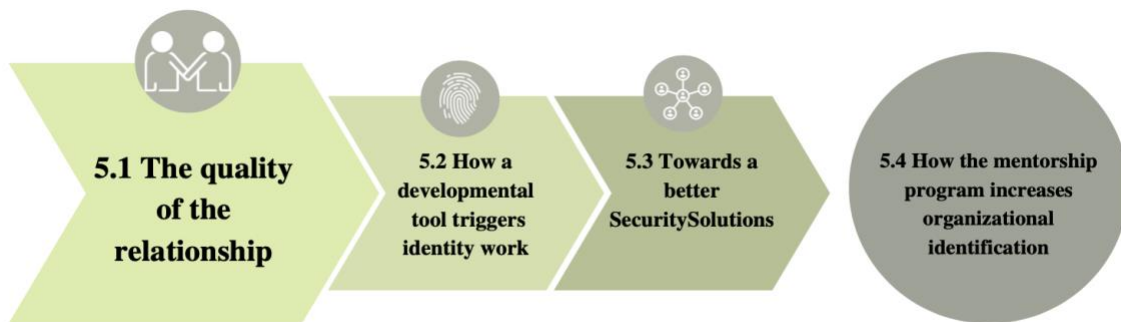 5.1 The quality
of the
relationship
5.2 How a
developmental
tool triggers
identity work
5.3 Towards a
better
SecuritySolutions
5.4 How the mentorship
program increases
organizational
identification